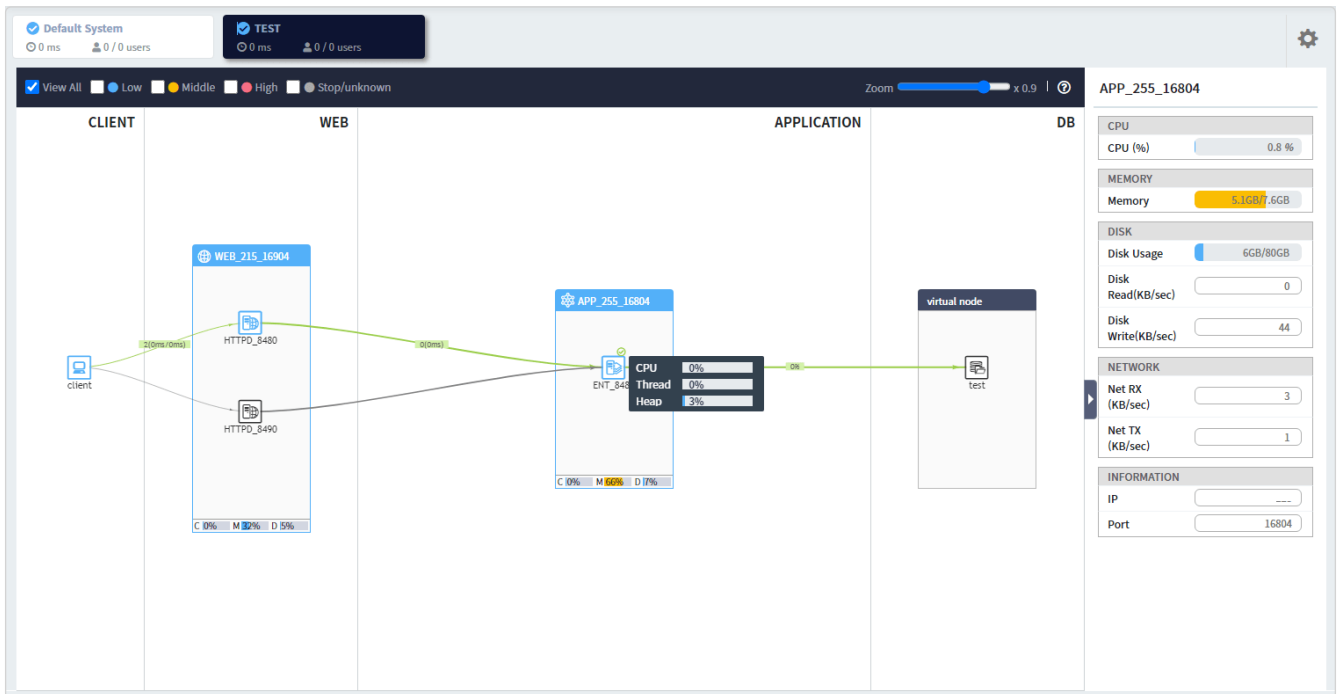 Default System
0 ms 0 / 0 users
TEST
0 ms 0 / 0 users
View All Low Middle High Stop/unknown
Zoom x 0.9
CLIENT WEB APPLICATION DB
WEB_215_16904
HTTPD_8480
HTTPD_8490
C 0% M 32% D 5%
client
2(0ms/0ms)
0(0ms)
APP_255_16804
ENT_848
CPU 0%
Thread 0%
Heap 3%
C 0% M 66% D 7%
0%
virtual node
test
APP_255_16804
CPU
CPU (%) 0.8 %
MEMORY
Memory 5.1GB/7.6GB
DISK
Disk Usage 6GB/80GB
Disk
Read(KB/sec) 0
Disk
Write(KB/sec) 44
NETWORK
Net RX
(KB/sec) 3
Net TX
(KB/sec) 1
INFORMATION
IP
Port 16804